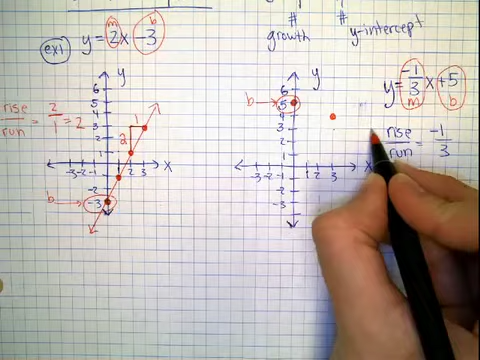 # #
growth y-intercept
ex1 y = 2x - 3
m b
y = -1/3 x + 5
m b
rise/run = 2/1 = 2
rise/run = -1/3
y
6
5
4
3
2
1
-3 -2 -1 1 2 3 X
-2
-3
b
2
1
y
6
5
4
3
2
1
-3 -2 -1 1 2 3 X
-1
-2
-3
b